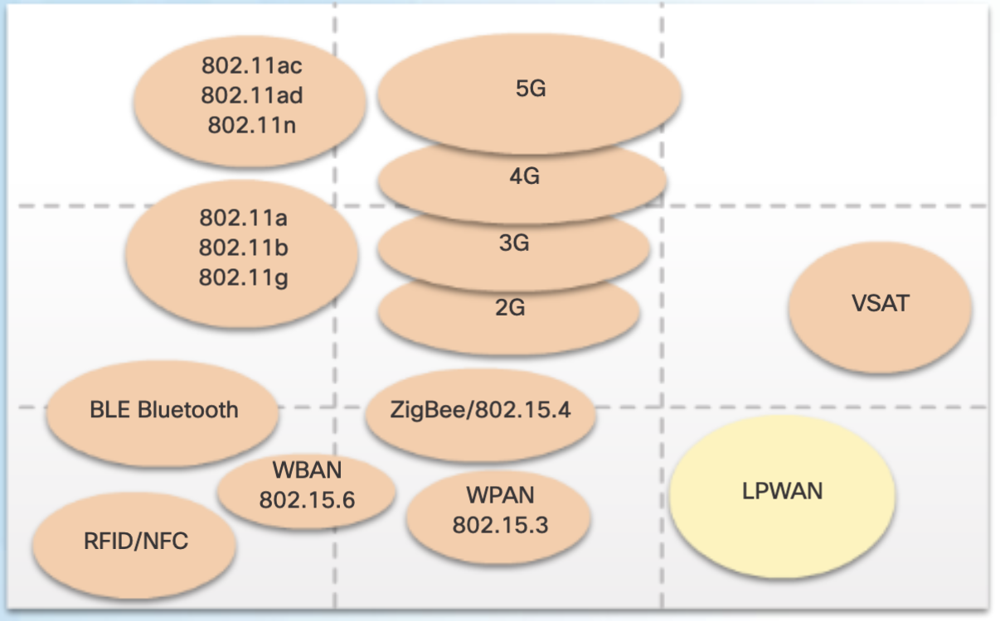 802.11ac
802.11ad
802.11n
5G
4G
802.11a
802.11b
802.11g
3G
2G
VSAT
BLE Bluetooth
ZigBee/802.15.4
WBAN
802.15.6
WPAN
802.15.3
LPWAN
RFID/NFC